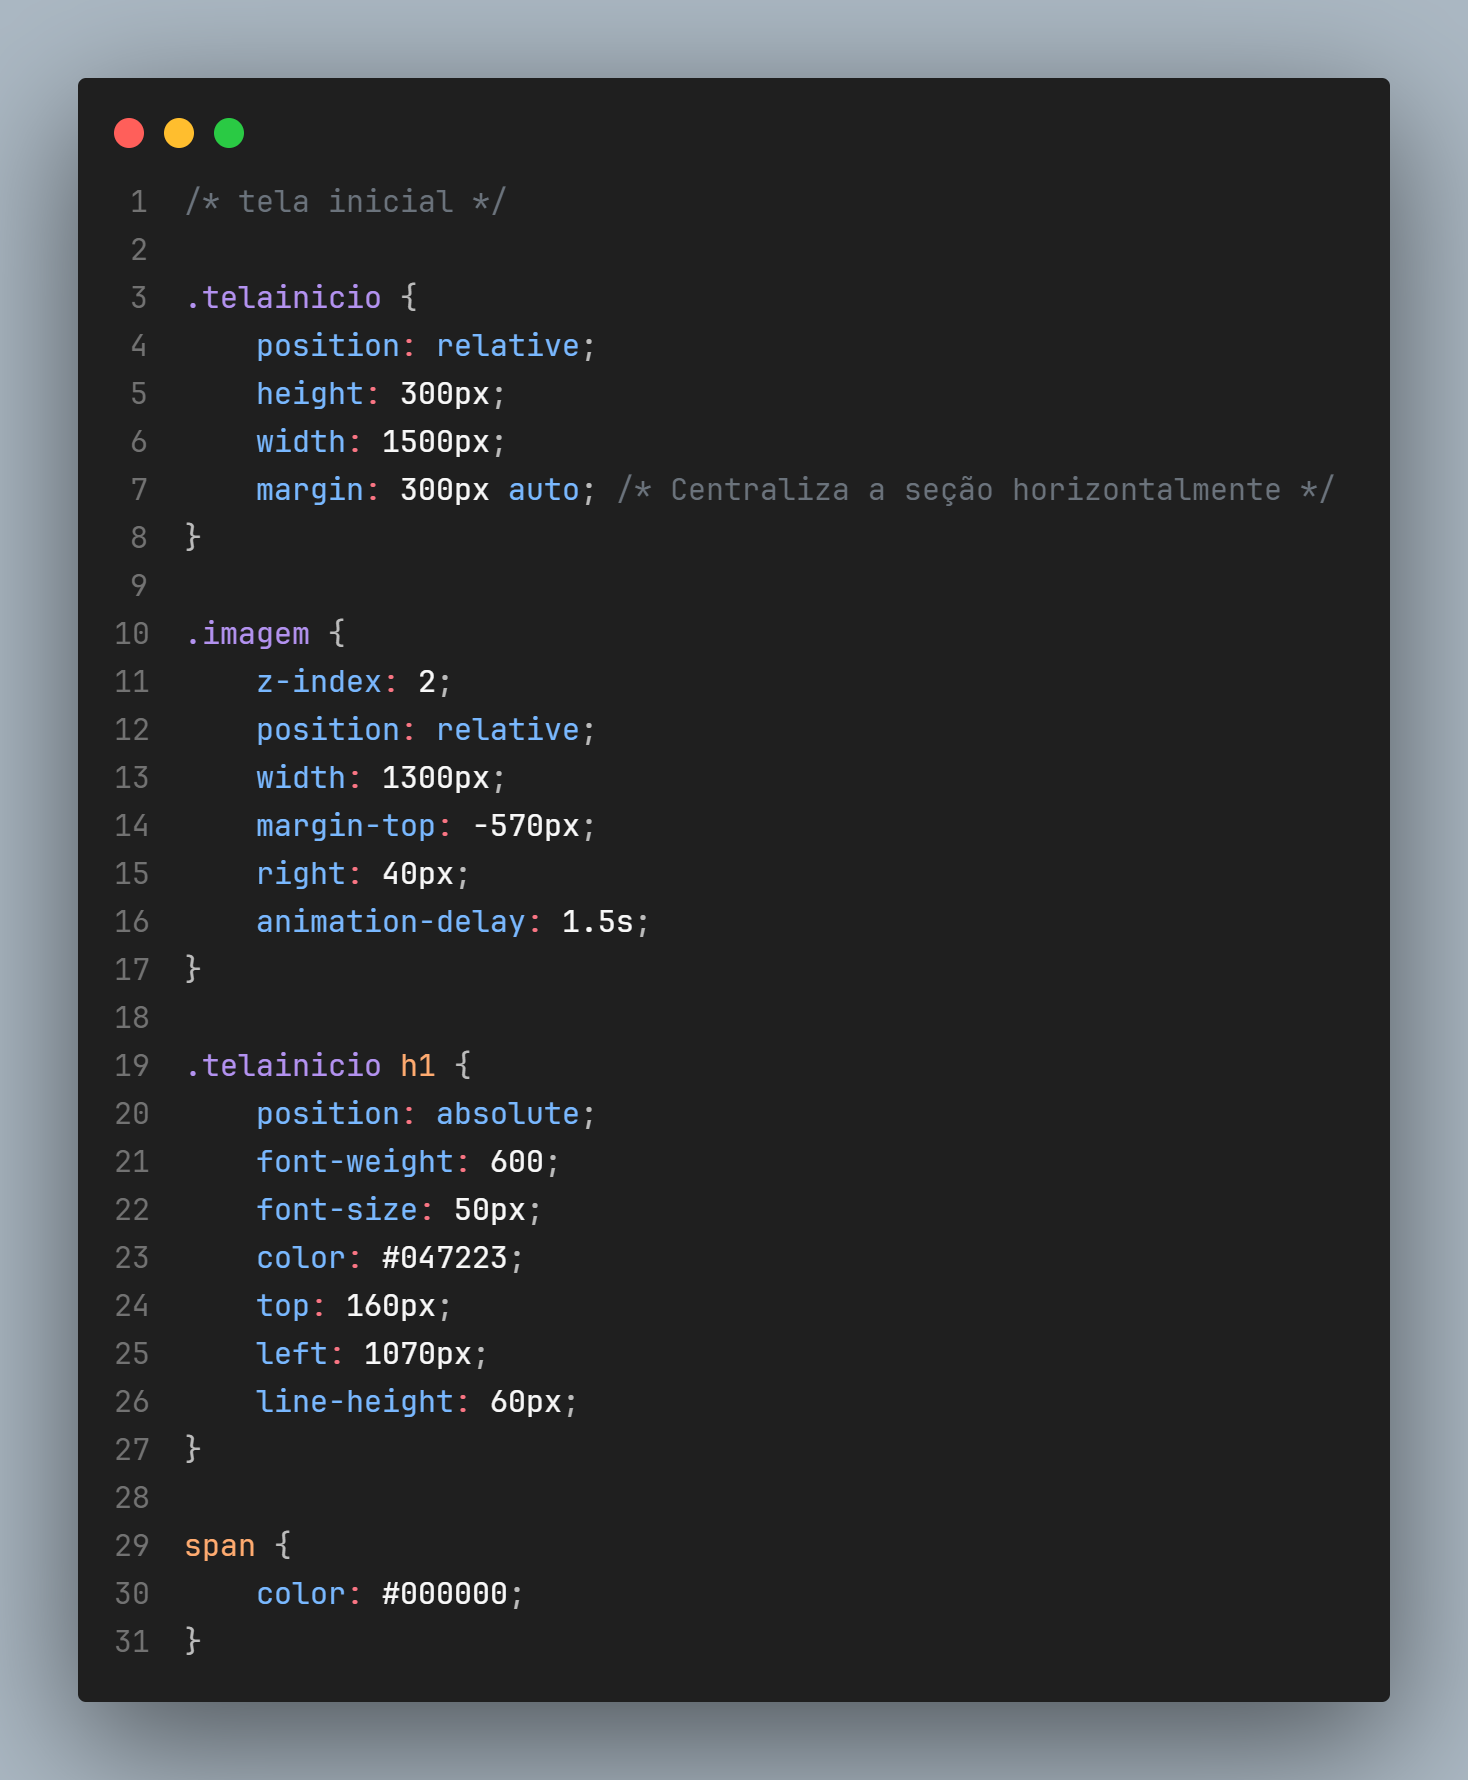 1 /* tela inicial */
2
3 .telainicio {
4     position: relative;
5     height: 300px;
6     width: 1500px;
7     margin: 300px auto; /* Centraliza a seção horizontalmente */
8 }
9
10 .imagem {
11     z-index: 2;
12     position: relative;
13     width: 1300px;
14     margin-top: -570px;
15     right: 40px;
16     animation-delay: 1.5s;
17 }
18
19 .telainicio h1 {
20     position: absolute;
21     font-weight: 600;
22     font-size: 50px;
23     color: #047223;
24     top: 160px;
25     left: 1070px;
26     line-height: 60px;
27 }
28
29 span {
30     color: #000000;
31 }